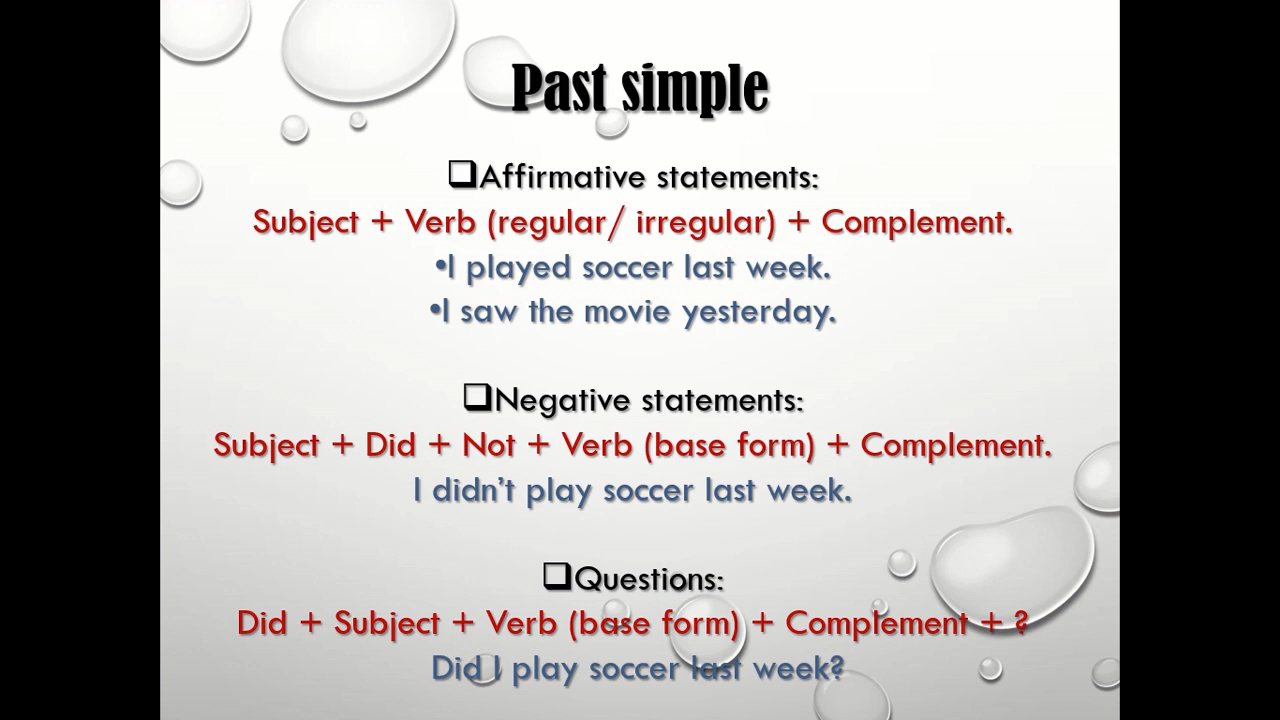 Past simple
❑Affirmative statements:
Subject + Verb (regular/ irregular) + Complement.
•I played soccer last week.
•I saw the movie yesterday.
❑Negative statements:
Subject + Did + Not + Verb (base form) + Complement.
I didn’t play soccer last week.
❑Questions:
Did + Subject + Verb (base form) + Complement + ?
Did I play soccer last week?